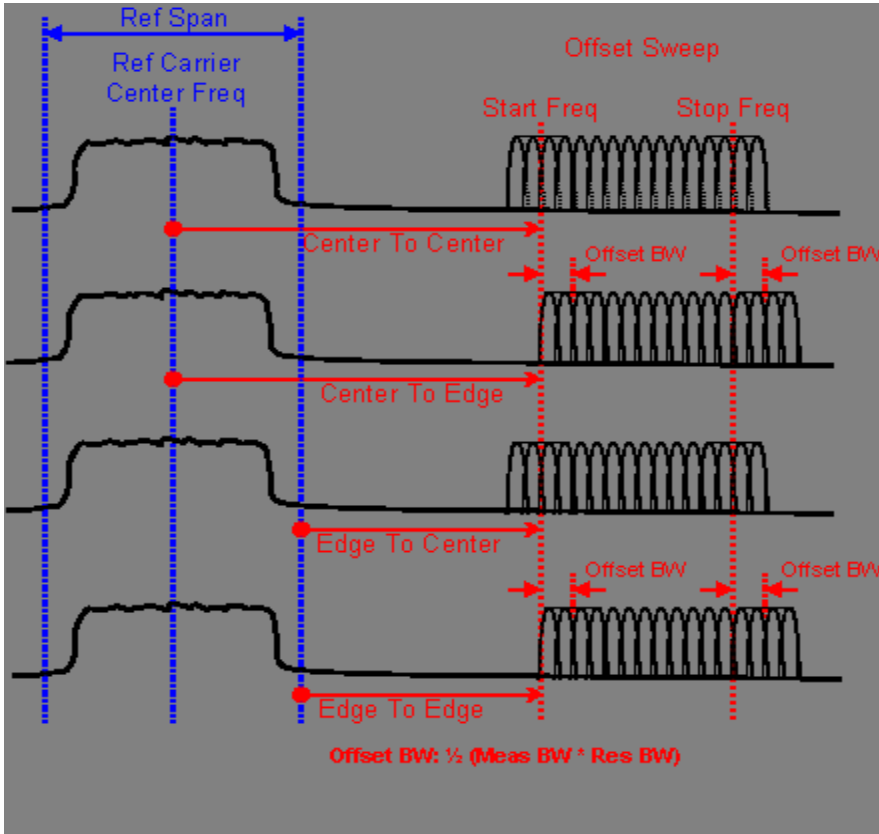 Ref Span
Offset Sweep
Ref Carrier
Center Freq
Start Freq
Stop Freq
Center To Center
Offset BW
Offset BW
Center To Edge
Edge To Center
Offset BW
Offset BW
Edge To Edge
Offset BW: ½ (Meas BW * Res BW)